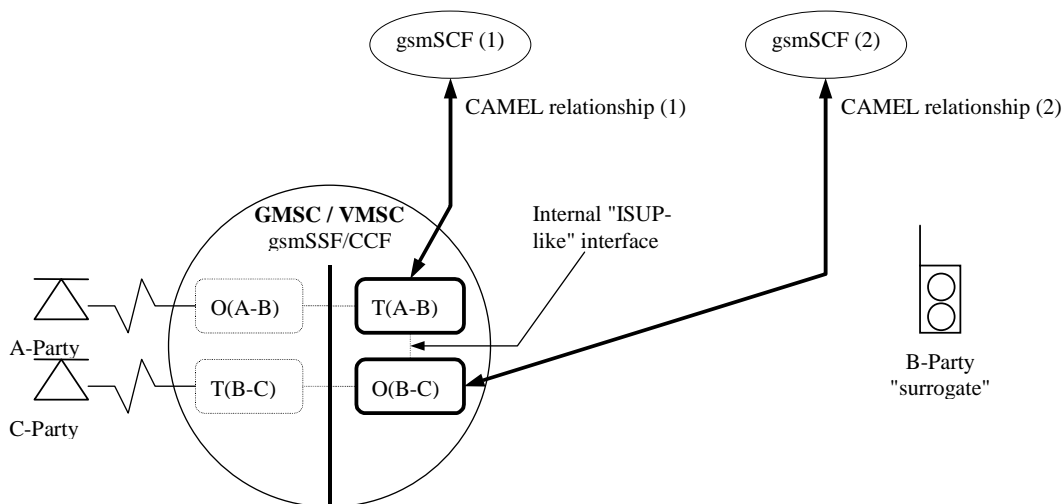 gsmSCF (1)
gsmSCF (2)
CAMEL relationship (1)
CAMEL relationship (2)
GMSC / VMSC
gsmSSF/CCF
Internal "ISUP-
like" interface
O(A-B)
T(A-B)
A-Party
T(B-C)
O(B-C)
C-Party
B-Party
"surrogate"